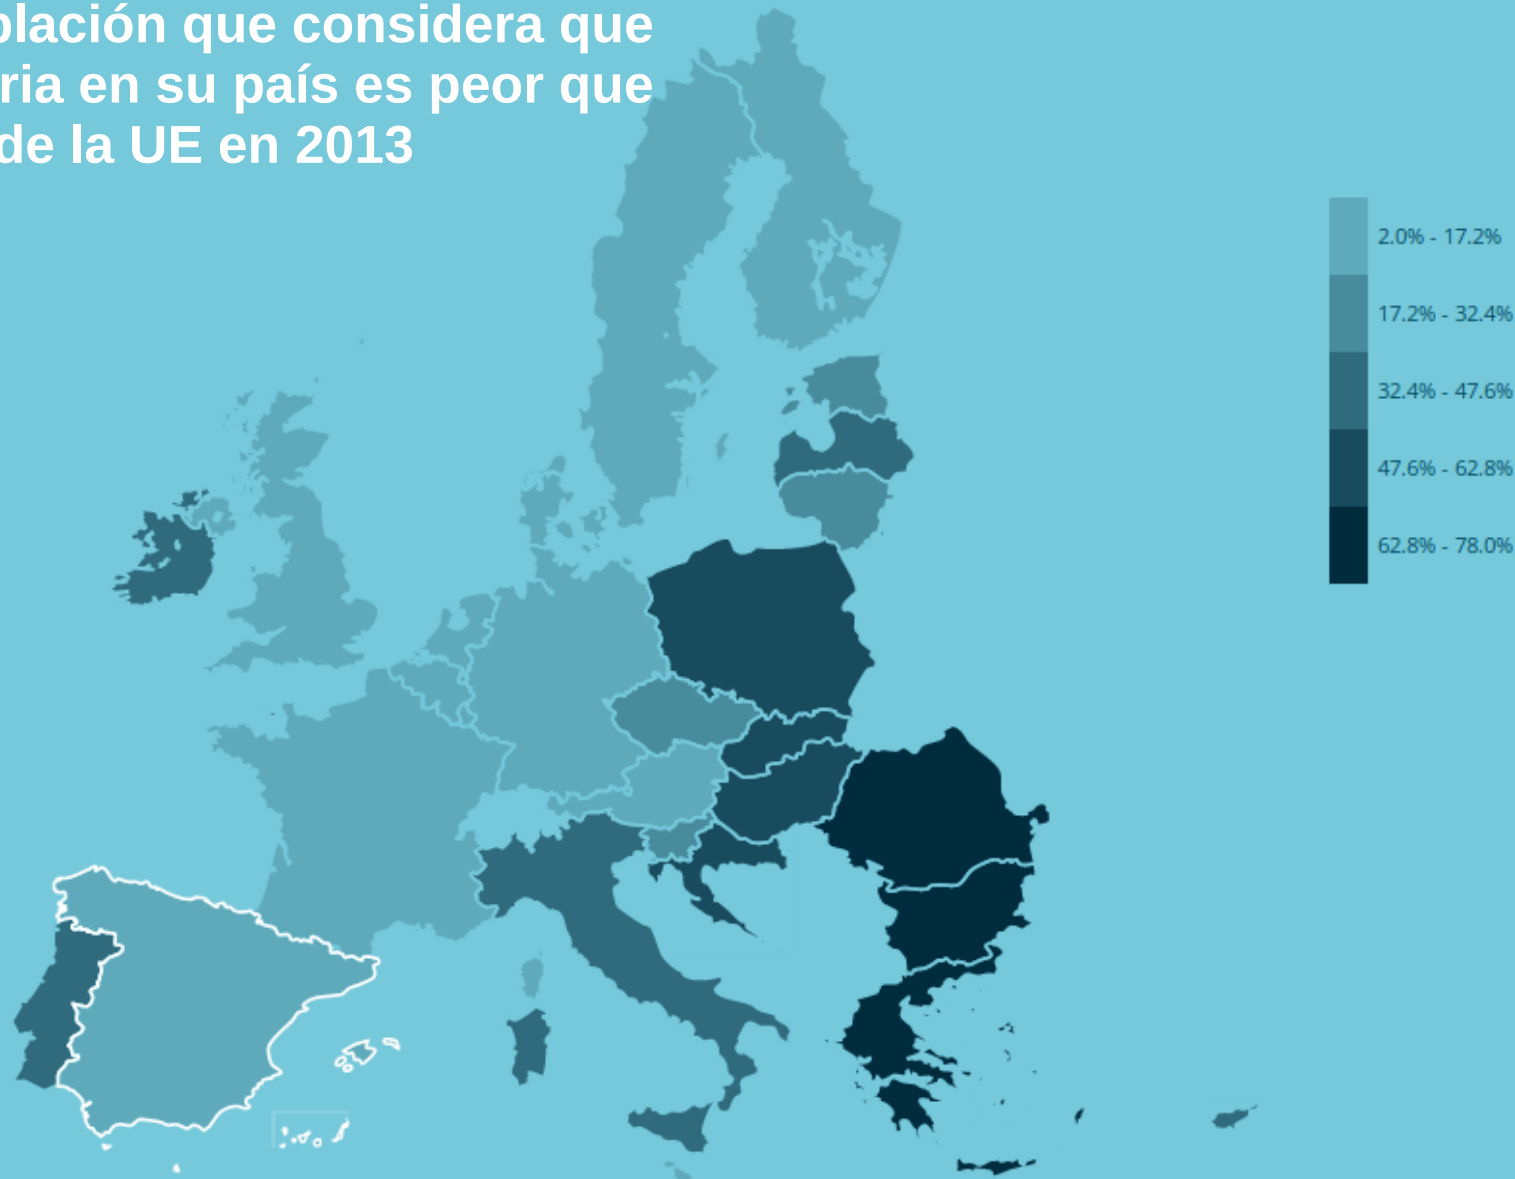 blación que considera que
ria en su país es peor que
de la UE en 2013
2.0% - 17.2%
17.2% - 32.4%
32.4% - 47.6%
47.6% - 62.8%
62.8% - 78.0%